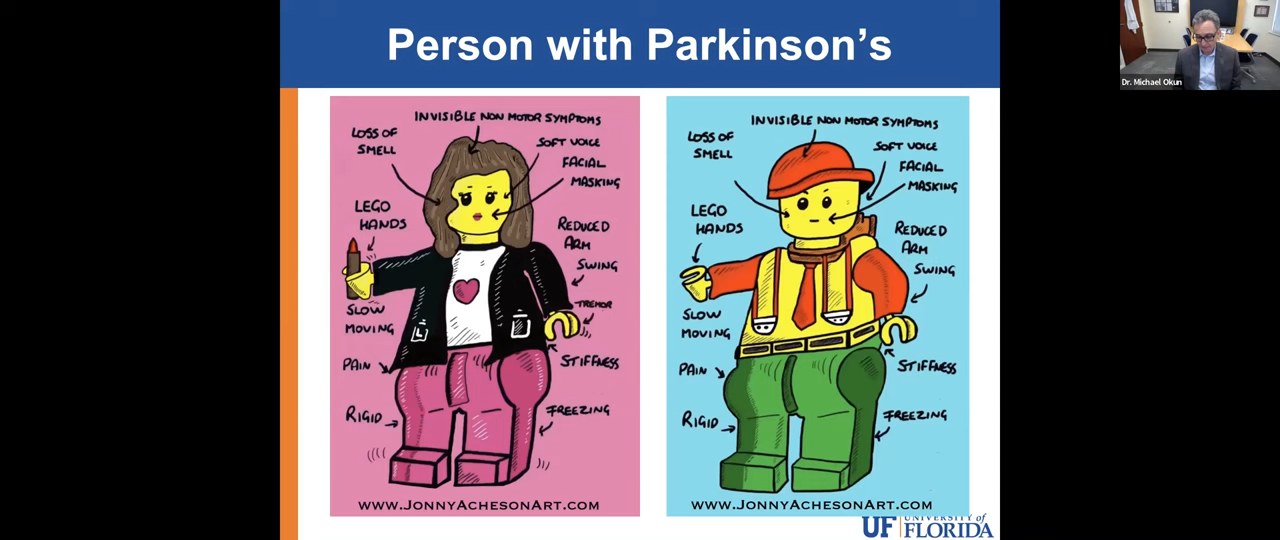 Person with Parkinson's
Dr. Michael Okun
INVISIBLE NON MOTOR SYMPTOMS
LOSS OF
SMELL
SOFT VOICE
FACIAL
MASKING
LEGO
HANDS
REDUCED
ARM
SWING
TREMOR
SLOW
MOVING
STIFFNESS
PAIN
RIGID
FREEZING
www.JonnyAchesonArt.com
INVISIBLE NON MOTOR SYMPTOMS
LOSS OF
SMELL
SOFT VOICE
FACIAL
MASKING
LEGO
HANDS
REDUCED
ARM
SWING
SLOW
MOVING
STIFFNESS
PAIN
RIGID
FREEZING
www.JonnyAchesonArt.com
UF UNIVERSITY of
FLORIDA